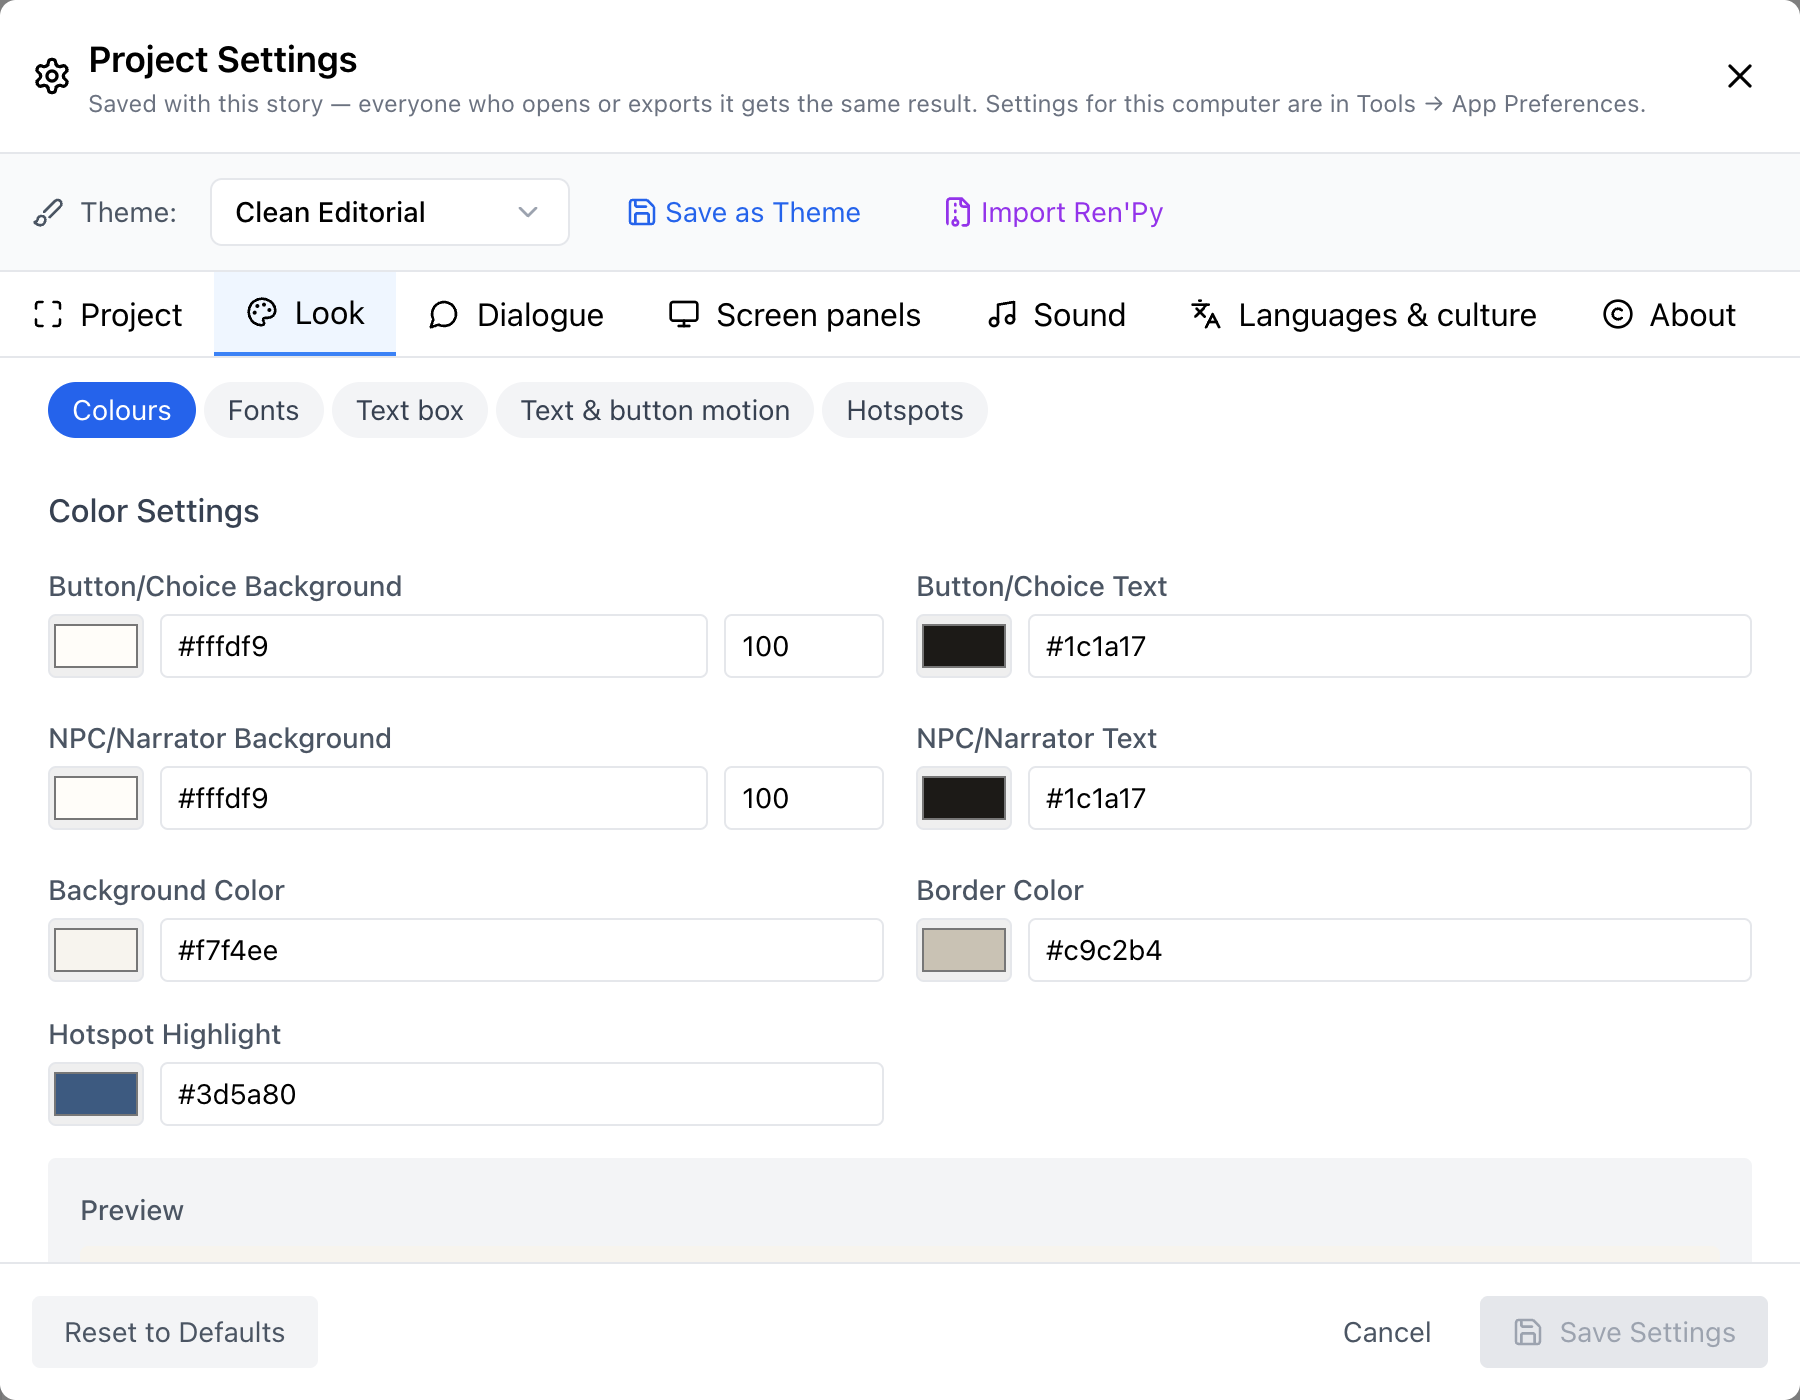 Project Settings
Saved with this story — everyone who opens or exports it gets the same result. Settings for this computer are in Tools → App Preferences.
Theme: Clean Editorial Save as Theme Import Ren'Py
Project Look Dialogue Screen panels Sound Languages & culture About
Colours Fonts Text box Text & button motion Hotspots
Color Settings
Button/Choice Background Button/Choice Text
#fffdf9 100 #1c1a17
NPC/Narrator Background NPC/Narrator Text
#fffdf9 100 #1c1a17
Background Color Border Color
#f7f4ee #c9c2b4
Hotspot Highlight
#3d5a80
Preview
Reset to Defaults Cancel Save Settings